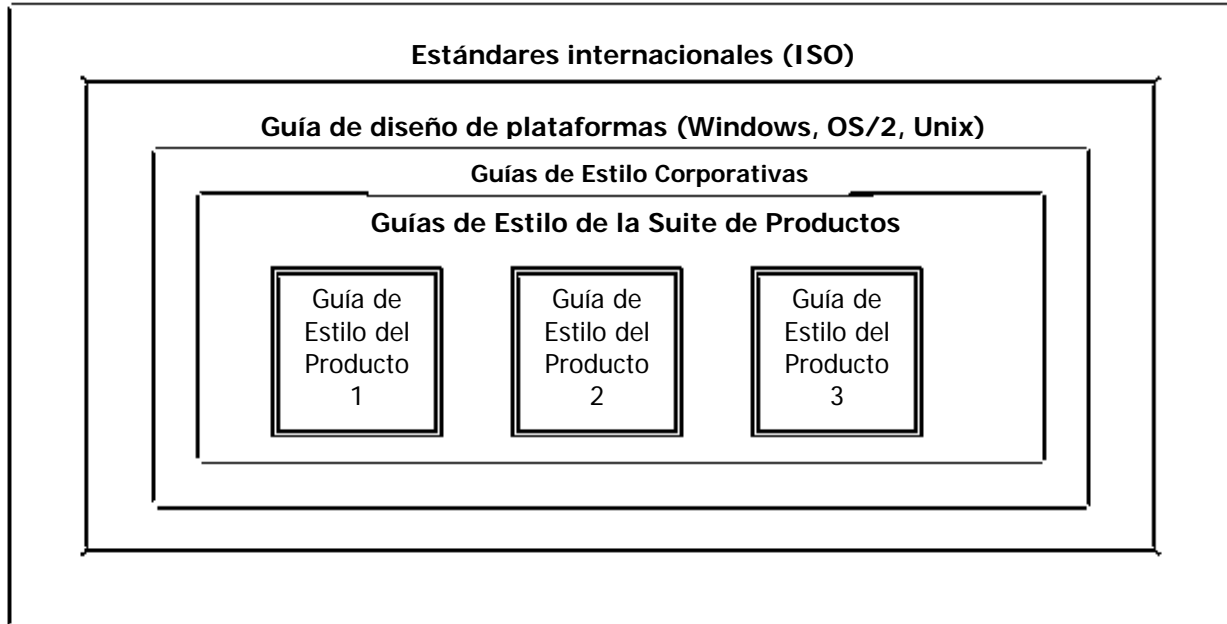 Estándares internacionales (ISO)
Guía de diseño de plataformas (Windows, OS/2, Unix)
Guías de Estilo Corporativas
Guías de Estilo de la Suite de Productos
Guía de
Estilo del
Producto
1
Guía de
Estilo del
Producto
2
Guía de
Estilo del
Producto
3